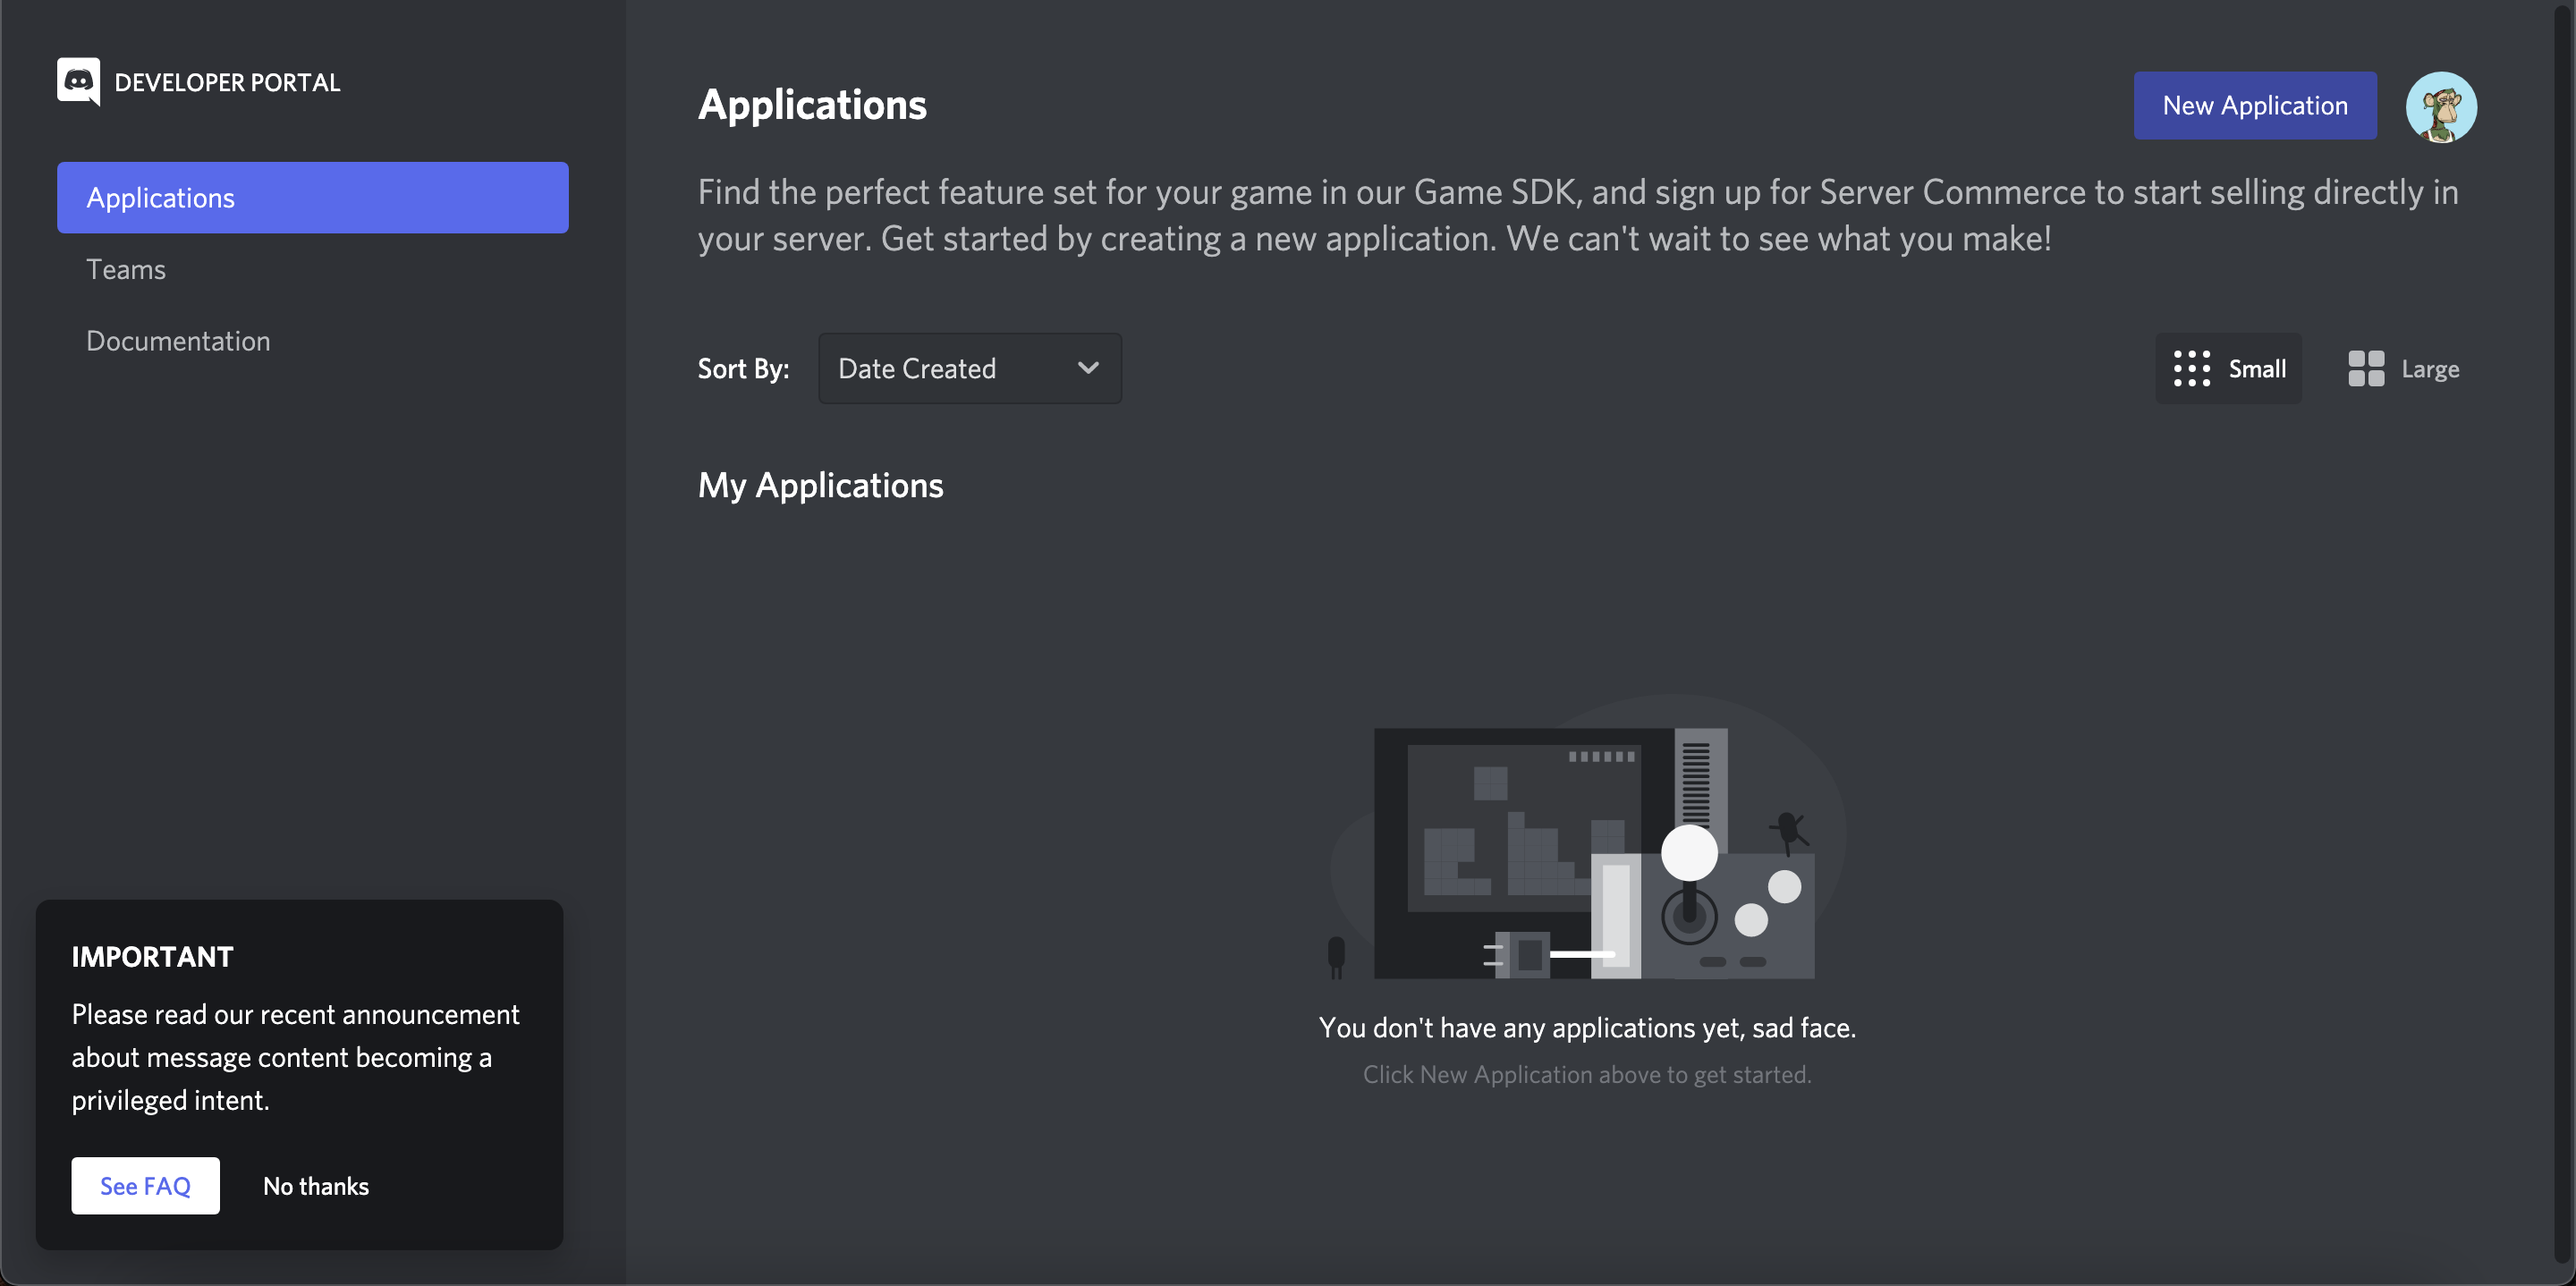 DEVELOPER PORTAL
Applications
Teams
Documentation
IMPORTANT
Please read our recent announcement
about message content becoming a
privileged intent.
See FAQ
No thanks
Applications
New Application
Find the perfect feature set for your game in our Game SDK, and sign up for Server Commerce to start selling directly in
your server. Get started by creating a new application. We can't wait to see what you make!
Sort By:
Date Created
Small
Large
My Applications
You don't have any applications yet, sad face.
Click New Application above to get started.